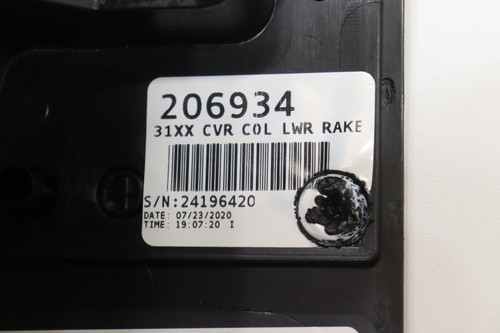 206934
31XX CVR COL LWR RAKE
S/N:24196420
DATE: 07/23/2020
TIME: 19:07:20 I